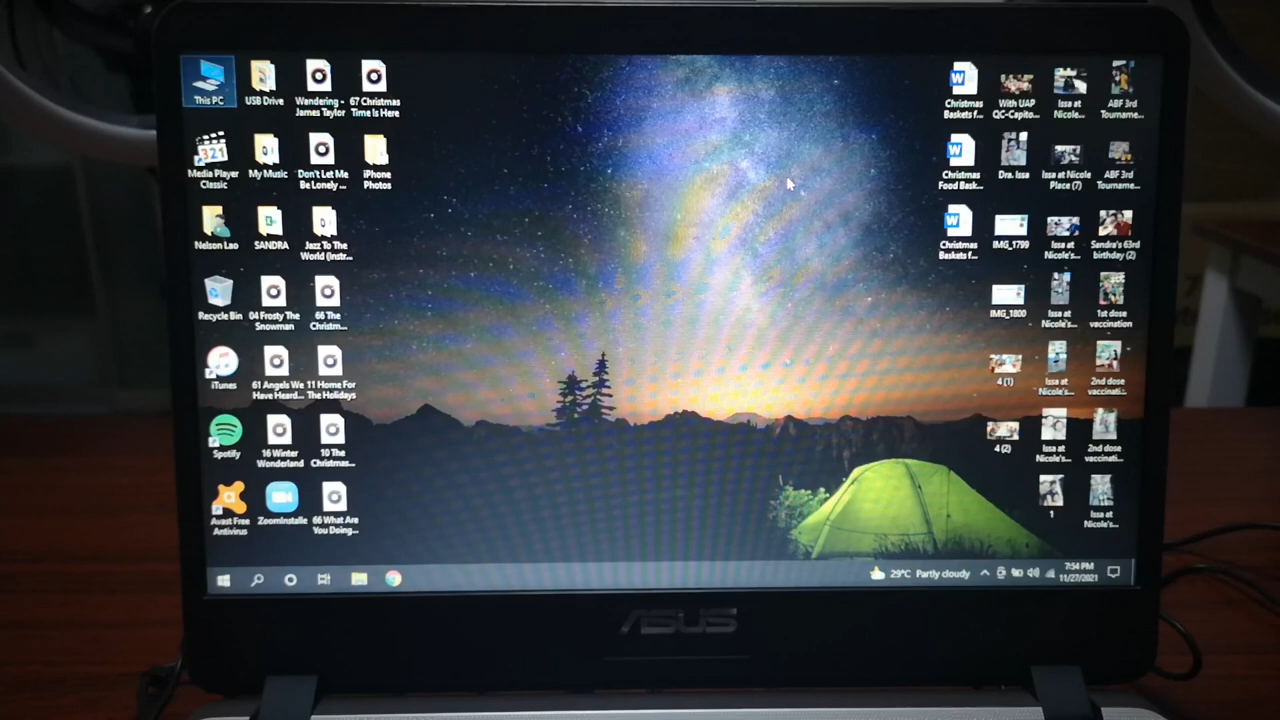 This PC
USB Drive
Wandering -
James Taylor
67 Christmas
Time Is Here
Media Player
Classic
My Music
Don't Let Me
Be Lonely ...
iPhone
Photos
Nelson Lao
SANDRA
Jazz To The
World (Instr...
Recycle Bin
04 Frosty The
Snowman
66 The
Christm...
iTunes
61 Angels We
Have Heard...
11 Home For
The Holidays
Spotify
16 Winter
Wonderland
10 The
Christmas...
Avast Free
Antivirus
ZoomInstalle
66 What Are
You Doing...
Christmas
Baskets f...
With UAP
QC-Capito...
Issa at
Nicole...
ABF 3rd
Tourname...
Christmas
Food Bask...
Dra. Issa
Issa at Nicole
Place (7)
ABF 3rd
Tourname...
Christmas
Baskets f...
IMG_1799
Issa at
Nicole's...
Sandra's 63rd
birthday (2)
IMG_1800
Issa at
Nicole's...
1st dose
vaccination
4 (1)
Issa at
Nicole's...
2nd dose
vaccinati...
4 (2)
Issa at
Nicole's...
2nd dose
vaccinati...
1
Issa at
Nicole's...
29°C Partly cloudy
7:54 PM
11/27/2021
ASUS